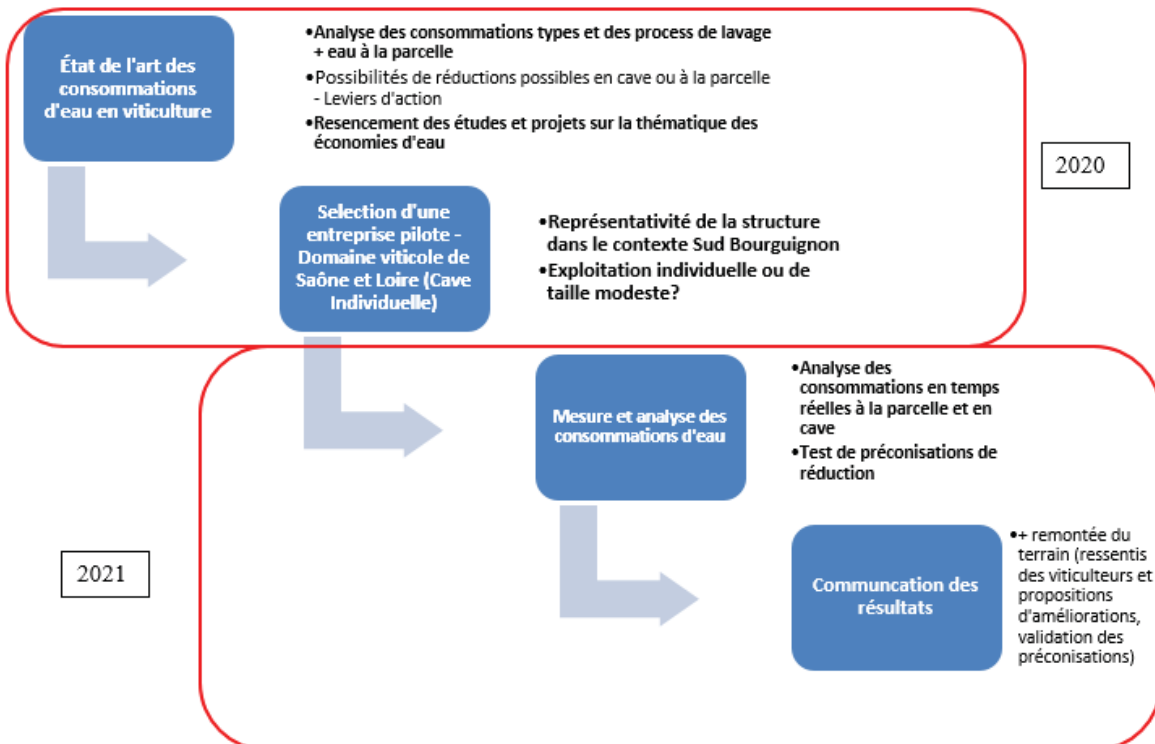 État de l'art des
consommations
d'eau en viticulture
•Analyse des consommations types et des process de lavage
+ eau à la parcelle
•Possibilités de réductions possibles en cave ou à la parcelle
- Leviers d'action
•Resencement des études et projets sur la thématique des
économies d'eau
2020
Selection d'une
entreprise pilote -
Domaine viticole de
Saône et Loire (Cave
Individuelle)
•Représentativité de la structure
dans le contexte Sud Bourguignon
•Exploitation individuelle ou de
taille modeste?
Mesure et analyse des
consommations d'eau
•Analyse des
consommations en temps
réelles à la parcelle et en
cave
•Test de préconisations de
réduction
2021
Communcation des
résultats
•+ remontée du
terrain (ressentis
des viticulteurs et
propositions
d'améliorations,
validation des
préconisations)